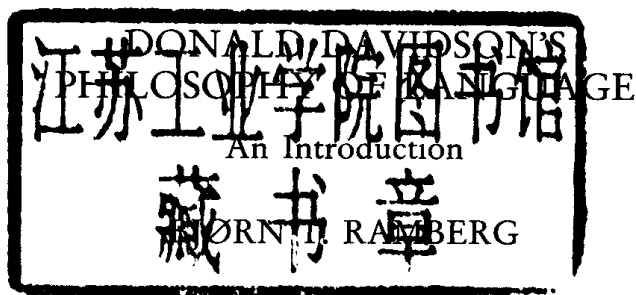 DONALD DAVIDSON'S
PHILOSOPHY OF LANGUAGE
An Introduction
BJØRN T. RAMBERG
江苏工业学院图书馆
藏书章